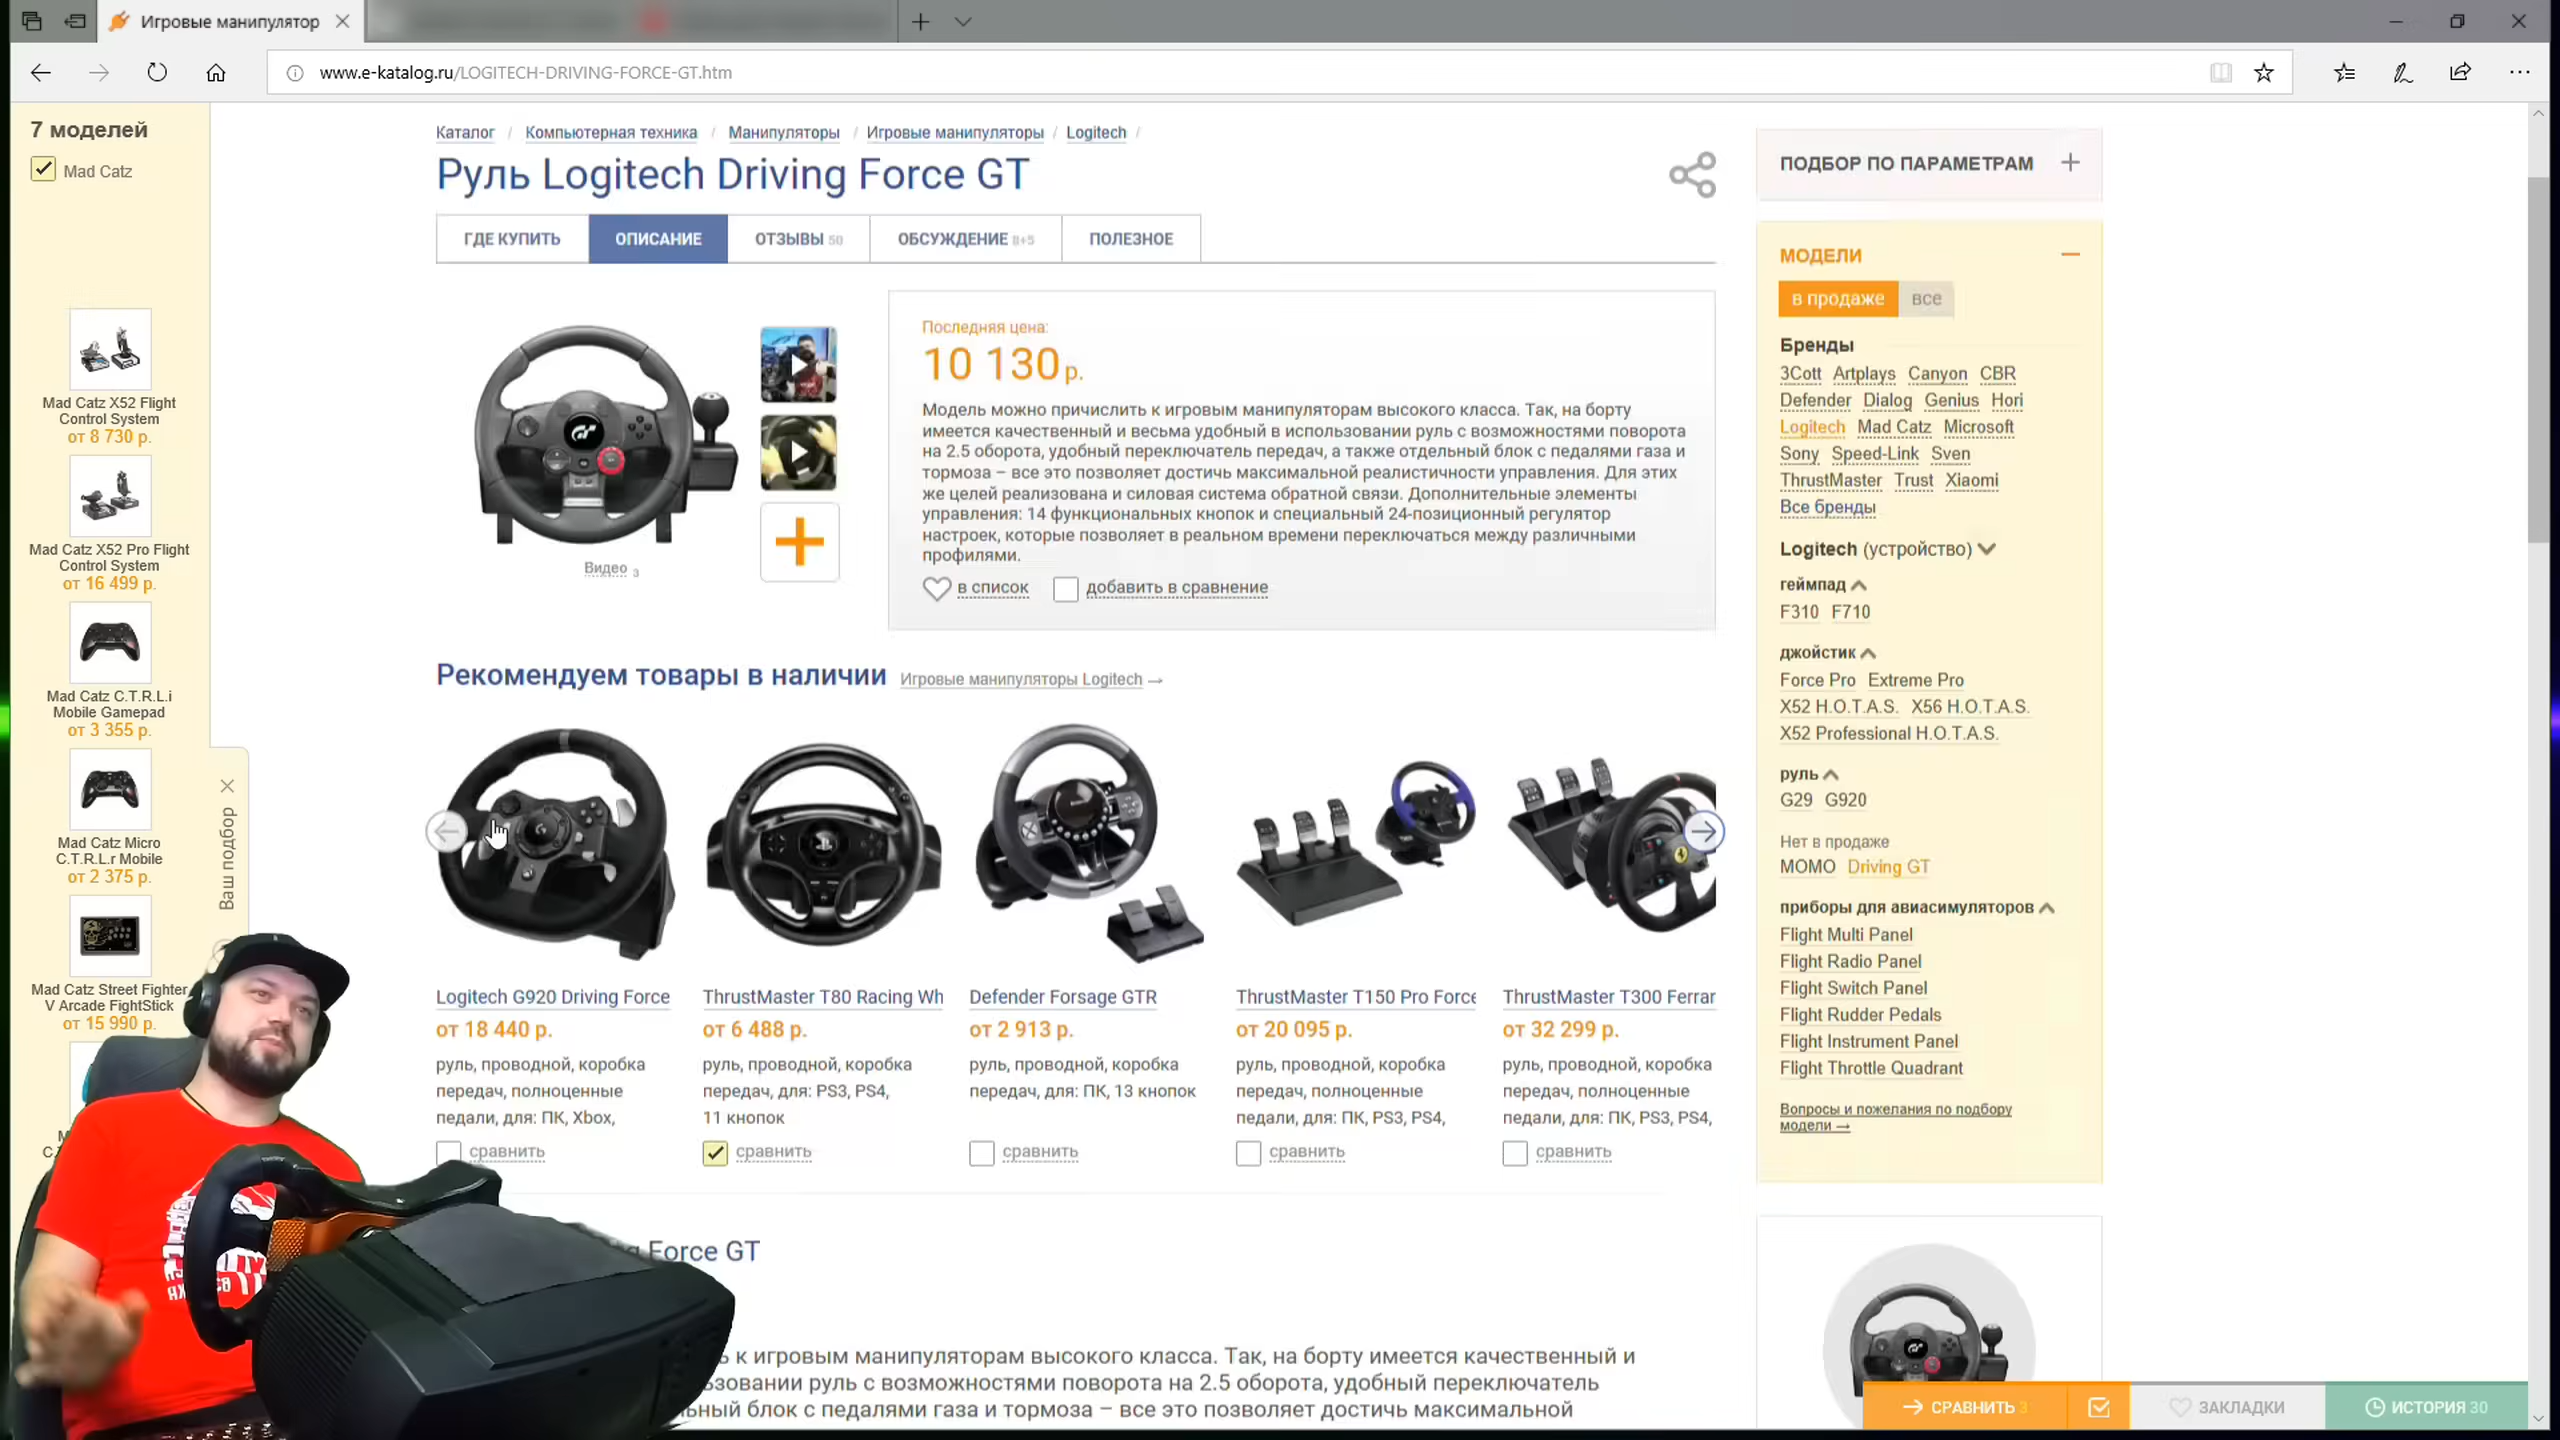 Игровые манипулятор
www.e-katalog.ru/LOGITECH-DRIVING-FORCE-GT.htm
7 моделей
Mad Catz
Mad Catz X52 Flight
Control System
от 8 730 р.
Mad Catz X52 Pro Flight
Control System
от 16 499 р.
Mad Catz C.T.R.L.i
Mobile Gamepad
от 3 355 р.
Mad Catz Micro
C.T.R.L.r Mobile
от 2 375 р.
Mad Catz Street Fighter
V Arcade FightStick
от 15 990 р.
Ваш подбор
Каталог / Компьютерная техника / Манипуляторы / Игровые манипуляторы / Logitech /
Руль Logitech Driving Force GT
ГДЕ КУПИТЬ
ОПИСАНИЕ
ОТЗЫВЫ 50
ОБСУЖДЕНИЕ
ПОЛЕЗНОЕ
Видео 3
Последняя цена:
10 130 р.
Модель можно причислить к игровым манипуляторам высокого класса. Так, на борту
имеется качественный и весьма удобный в использовании руль с возможностями поворота
на 2.5 оборота, удобный переключатель передач, а также отдельный блок с педалями газа и
тормоза – все это позволяет достичь максимальной реалистичности управления. Для этих
же целей реализована и силовая система обратной связи. Дополнительные элементы
управления: 14 функциональных кнопок и специальный 24-позиционный регулятор
настроек, которые позволяет в реальном времени переключаться между различными
профилями.
в список
добавить в сравнение
Рекомендуем товары в наличии Игровые манипуляторы Logitech →
Logitech G920 Driving Force
от 18 440 р.
руль, проводной, коробка
передач, полноценные
педали, для: ПК, Xbox,
сравнить
ThrustMaster T80 Racing Wh
от 6 488 р.
руль, проводной, коробка
передач, для: PS3, PS4,
11 кнопок
сравнить
Defender Forsage GTR
от 2 913 р.
руль, проводной, коробка
передач, для: ПК, 13 кнопок
сравнить
ThrustMaster T150 Pro Force
от 20 095 р.
руль, проводной, коробка
передач, полноценные
педали, для: ПК, PS3, PS4,
сравнить
ThrustMaster T300 Ferrar
от 32 299 р.
руль, проводной, коробка
передач, полноценные
педали, для: ПК, PS3, PS4,
сравнить
Force GT
к игровым манипуляторам высокого класса. Так, на борту имеется качественный и
руль с возможностями поворота на 2.5 оборота, удобный переключатель
блок с педалями газа и тормоза – все это позволяет достичь максимальной
ПОДБОР ПО ПАРАМЕТРАМ
МОДЕЛИ
в продаже все
Бренды
3Cott Artplays Canyon CBR
Defender Dialog Genius Hori
Logitech Mad Catz Microsoft
Sony Speed-Link Sven
ThrustMaster Trust Xiaomi
Все бренды
Logitech (устройство)
геймпад
F310 F710
джойстик
Force Pro Extreme Pro
X52 H.O.T.A.S. X56 H.O.T.A.S.
X52 Professional H.O.T.A.S.
руль
G29 G920
Нет в продаже
MOMO Driving GT
приборы для авиасимуляторов
Flight Multi Panel
Flight Radio Panel
Flight Switch Panel
Flight Rudder Pedals
Flight Instrument Panel
Flight Throttle Quadrant
Вопросы и пожелания по подбору
модели →
СРАВНИТЬ 3
ЗАКЛАДКИ
ИСТОРИЯ 30